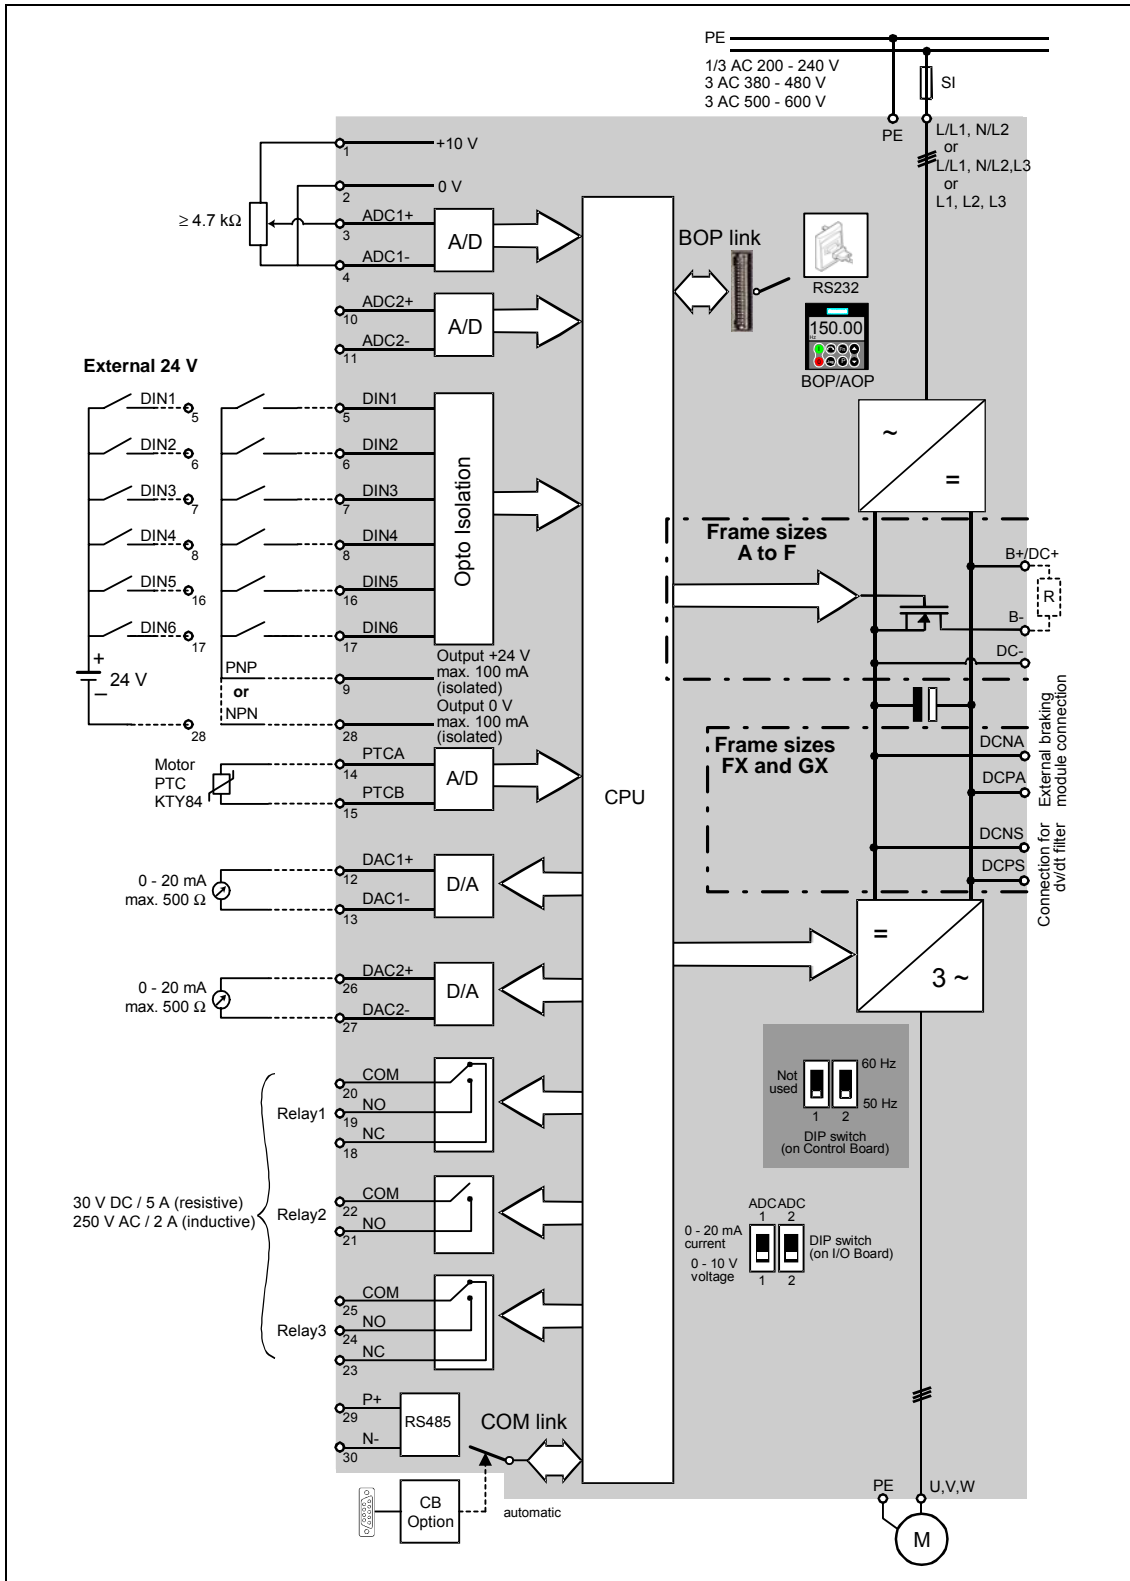 PE
1/3 AC 200 - 240 V
3 AC 380 - 480 V
3 AC 500 - 600 V
SI
PE
L/L1, N/L2
or
L/L1, N/L2,L3
or
L1, L2, L3
1
+10 V
2
0 V
≥ 4.7 kΩ
ADC1+
3
ADC1-
4
A/D
ADC2+
10
ADC2-
11
A/D
BOP link
RS232
150.00
Hz
BOP/AOP
External 24 V
DIN1
5
DIN2
6
DIN3
7
DIN4
8
DIN5
16
DIN6
17
+
24 V
–
28
DIN1
5
DIN2
6
DIN3
7
DIN4
8
DIN5
16
DIN6
17
Opto Isolation
PNP
or
NPN
9
Output +24 V
max. 100 mA
(isolated)
28
Output 0 V
max. 100 mA
(isolated)
Motor
PTC
KTY84
PTCA
14
PTCB
15
A/D
CPU
~
=
Frame sizes
A to F
B+/DC+
R
B-
DC-
Frame sizes
FX and GX
DCNA
DCPA
DCNS
DCPS
External braking
module connection
Connection for
dv/dt filter
=
3 ~
0 - 20 mA
max. 500 Ω
DAC1+
12
DAC1-
13
D/A
0 - 20 mA
max. 500 Ω
DAC2+
26
DAC2-
27
D/A
30 V DC / 5 A (resistive)
250 V AC / 2 A (inductive)
Relay1
COM
20
NO
19
NC
18
Relay2
COM
22
NO
21
Relay3
COM
25
NO
24
NC
23
Not
used
60 Hz
50 Hz
1 2
DIP switch
(on Control Board)
ADC ADC
1 2
0 - 20 mA
current
0 - 10 V
voltage
1 2
DIP switch
(on I/O Board)
P+
29
N-
30
RS485
COM link
CB
Option
automatic
PE
U,V,W
M